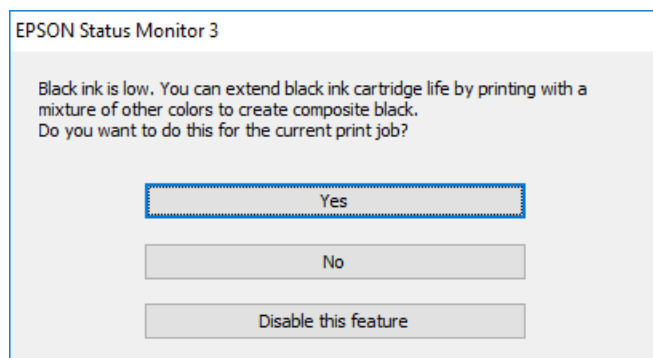 EPSON Status Monitor 3
Black ink is low. You can extend black ink cartridge life by printing with a
mixture of other colors to create composite black.
Do you want to do this for the current print job?
Yes
No
Disable this feature